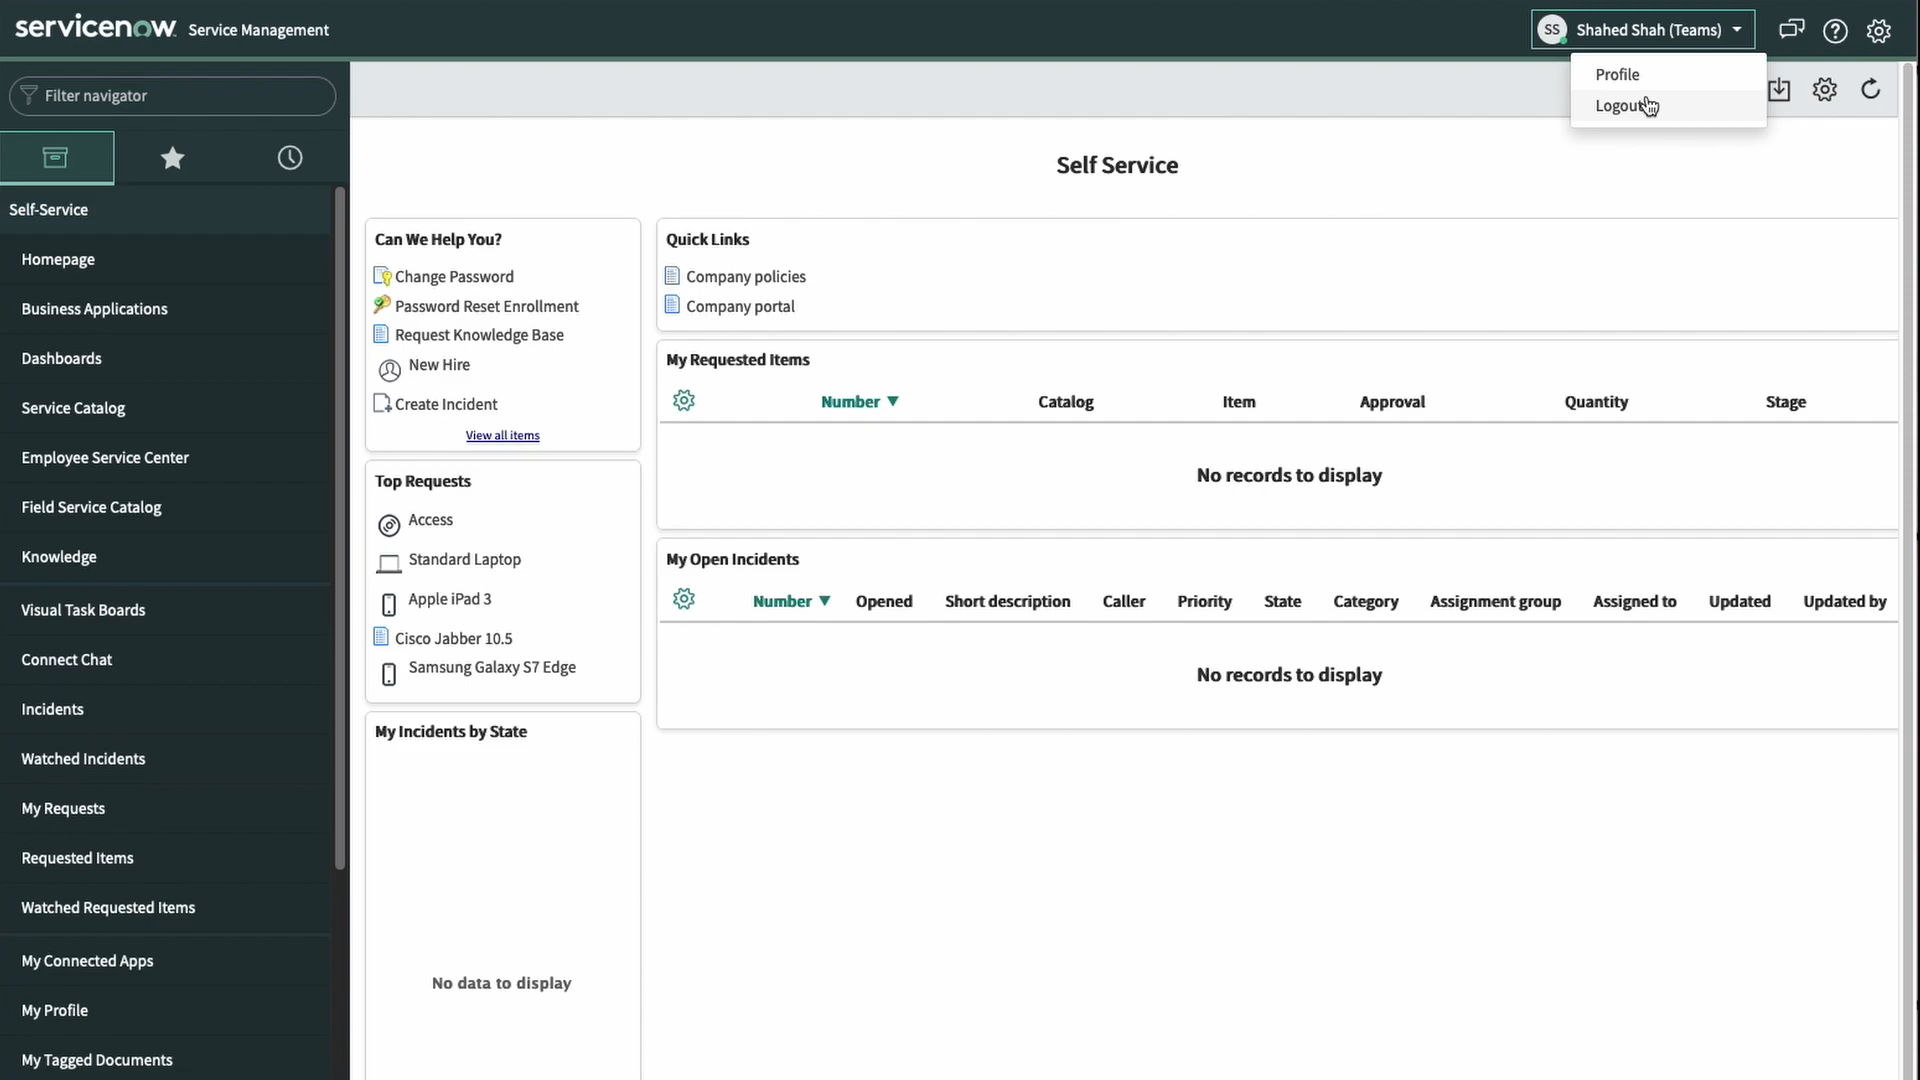 servicenow Service Management
SS Shahed Shah (Teams)
Profile
Logout
Filter navigator
Self-Service
Homepage
Business Applications
Dashboards
Service Catalog
Employee Service Center
Field Service Catalog
Knowledge
Visual Task Boards
Connect Chat
Incidents
Watched Incidents
My Requests
Requested Items
Watched Requested Items
My Connected Apps
My Profile
My Tagged Documents
Self Service
Can We Help You?
Change Password
Password Reset Enrollment
Request Knowledge Base
New Hire
Create Incident
View all items
Top Requests
Access
Standard Laptop
Apple iPad 3
Cisco Jabber 10.5
Samsung Galaxy S7 Edge
My Incidents by State
No data to display
Quick Links
Company policies
Company portal
My Requested Items
Number ▼ Catalog Item Approval Quantity Stage
No records to display
My Open Incidents
Number ▼ Opened Short description Caller Priority State Category Assignment group Assigned to Updated Updated by
No records to display